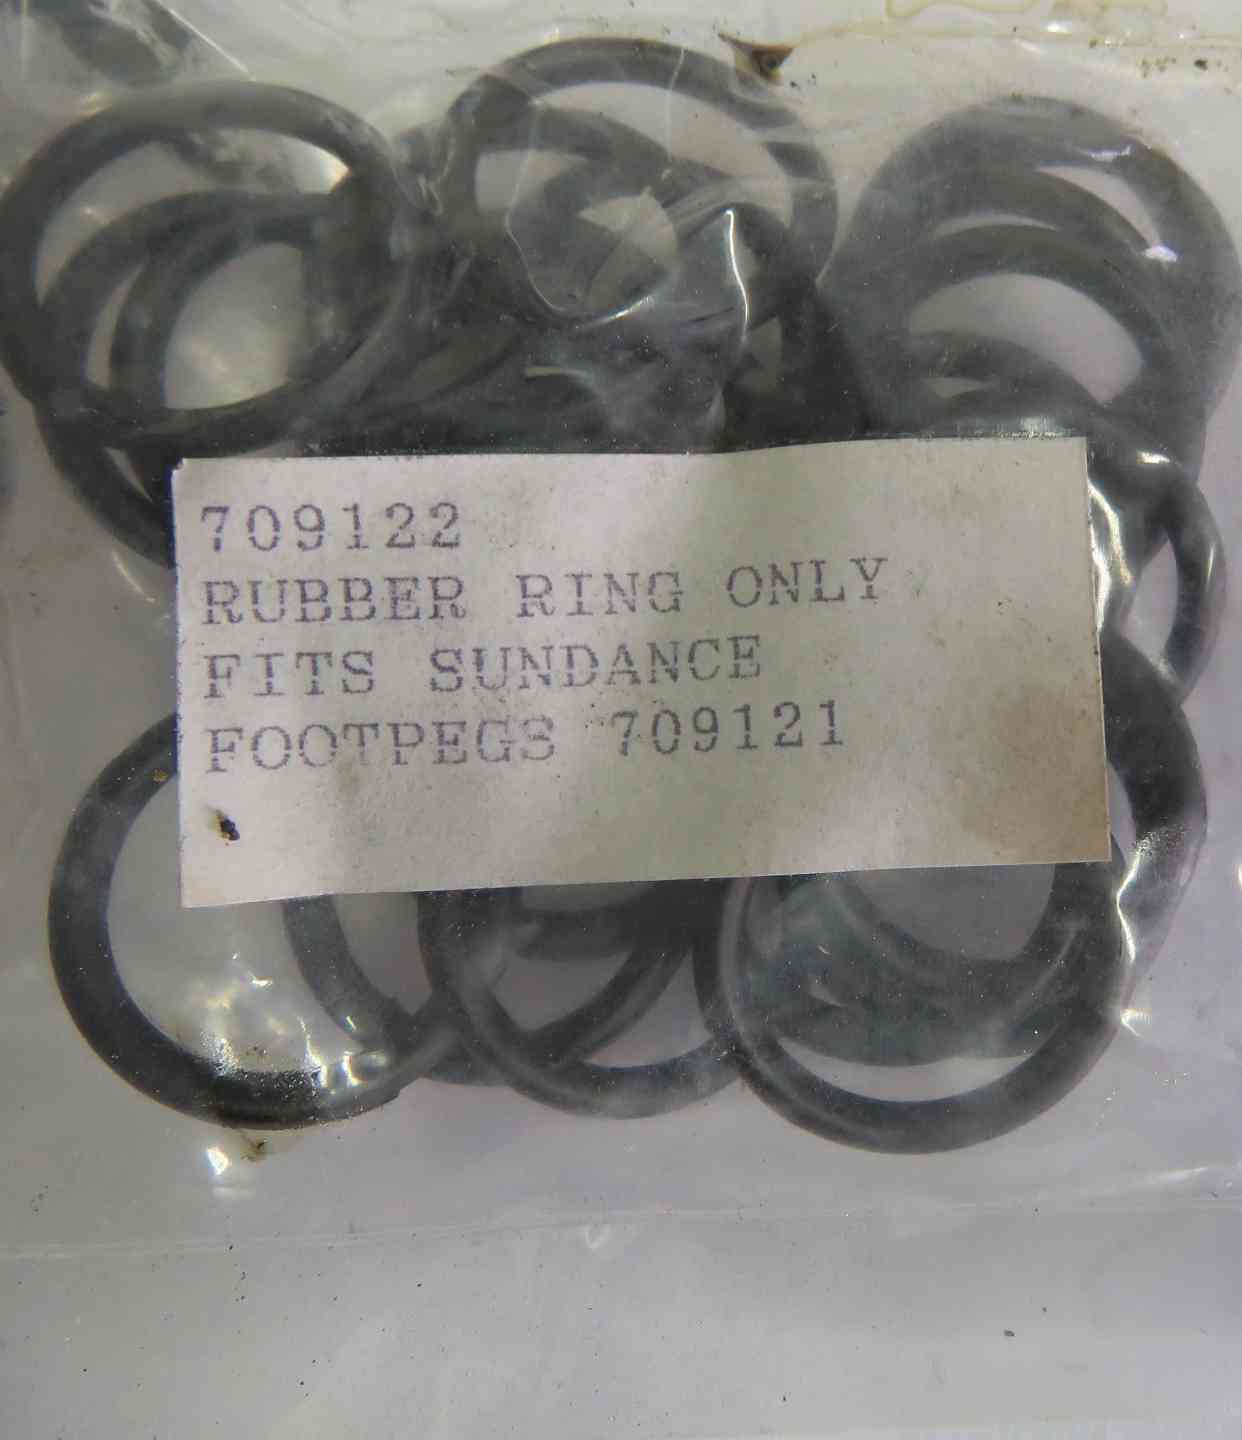 709122
RUBBER RING ONLY
FITS SUNDANCE
FOOTPEGS 709121